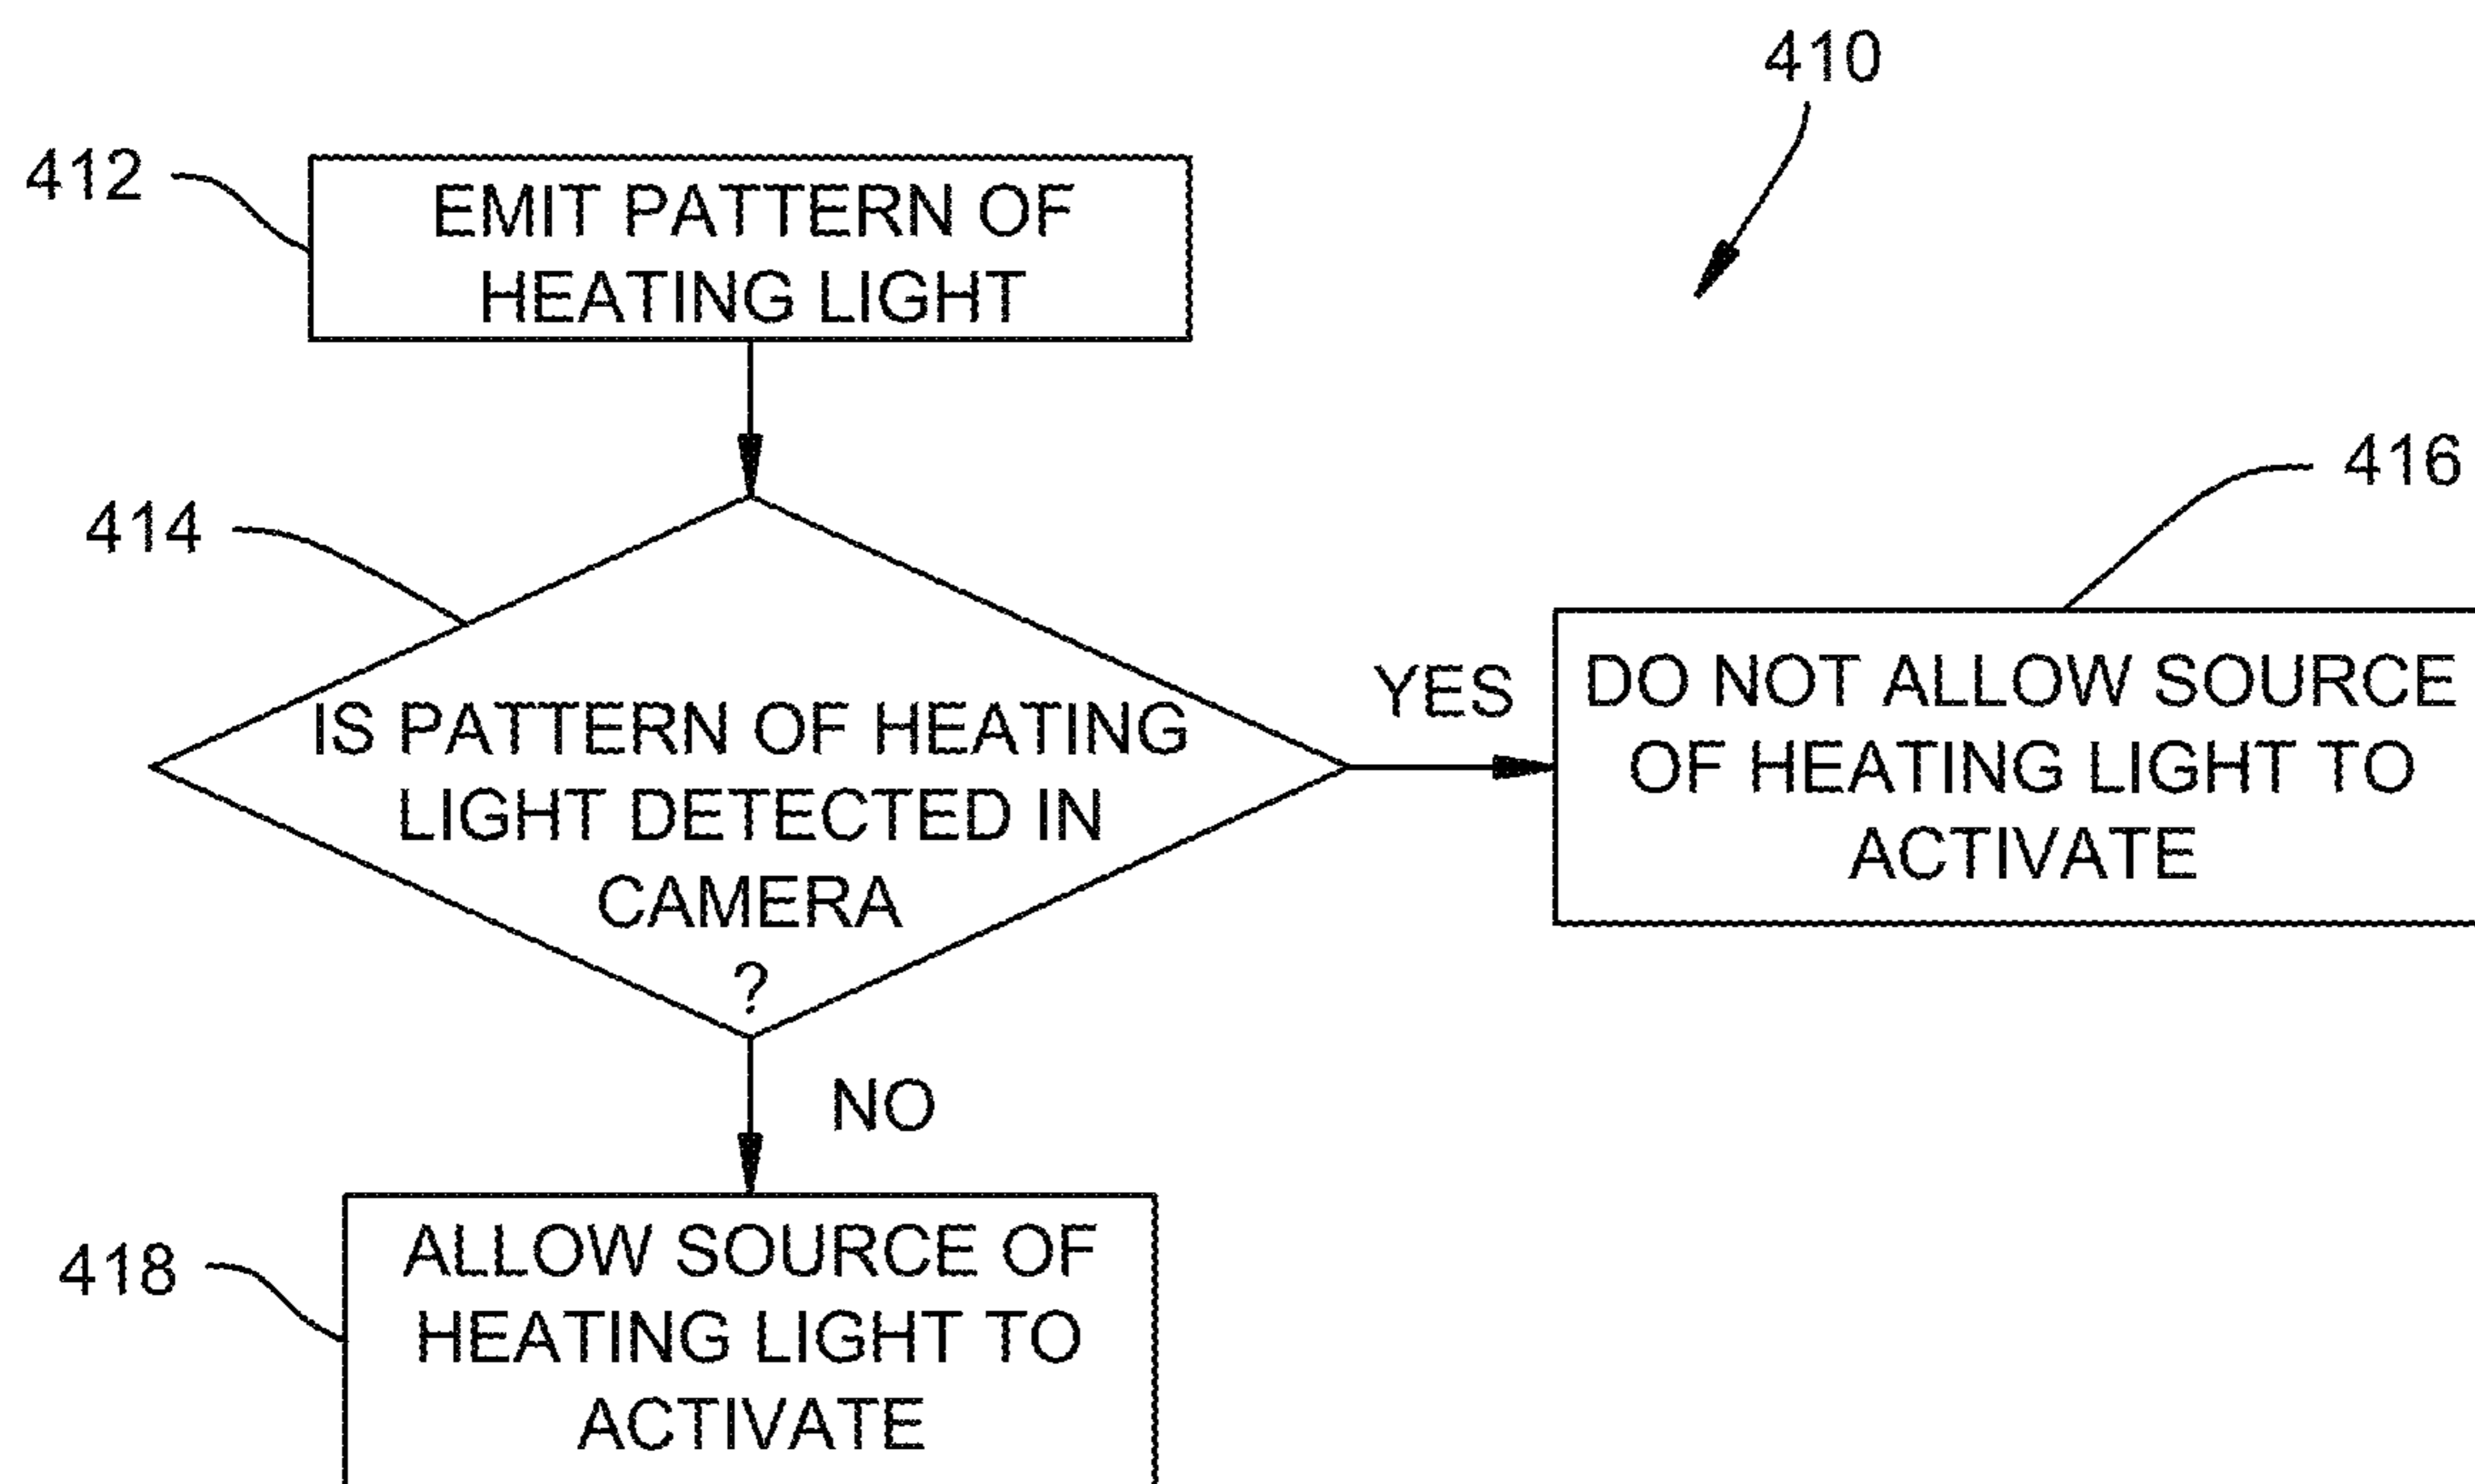 410
412
EMIT PATTERN OF
HEATING LIGHT
414
IS PATTERN OF HEATING
LIGHT DETECTED IN
CAMERA
?
YES
416
DO NOT ALLOW SOURCE
OF HEATING LIGHT TO
ACTIVATE
NO
418
ALLOW SOURCE OF
HEATING LIGHT TO
ACTIVATE